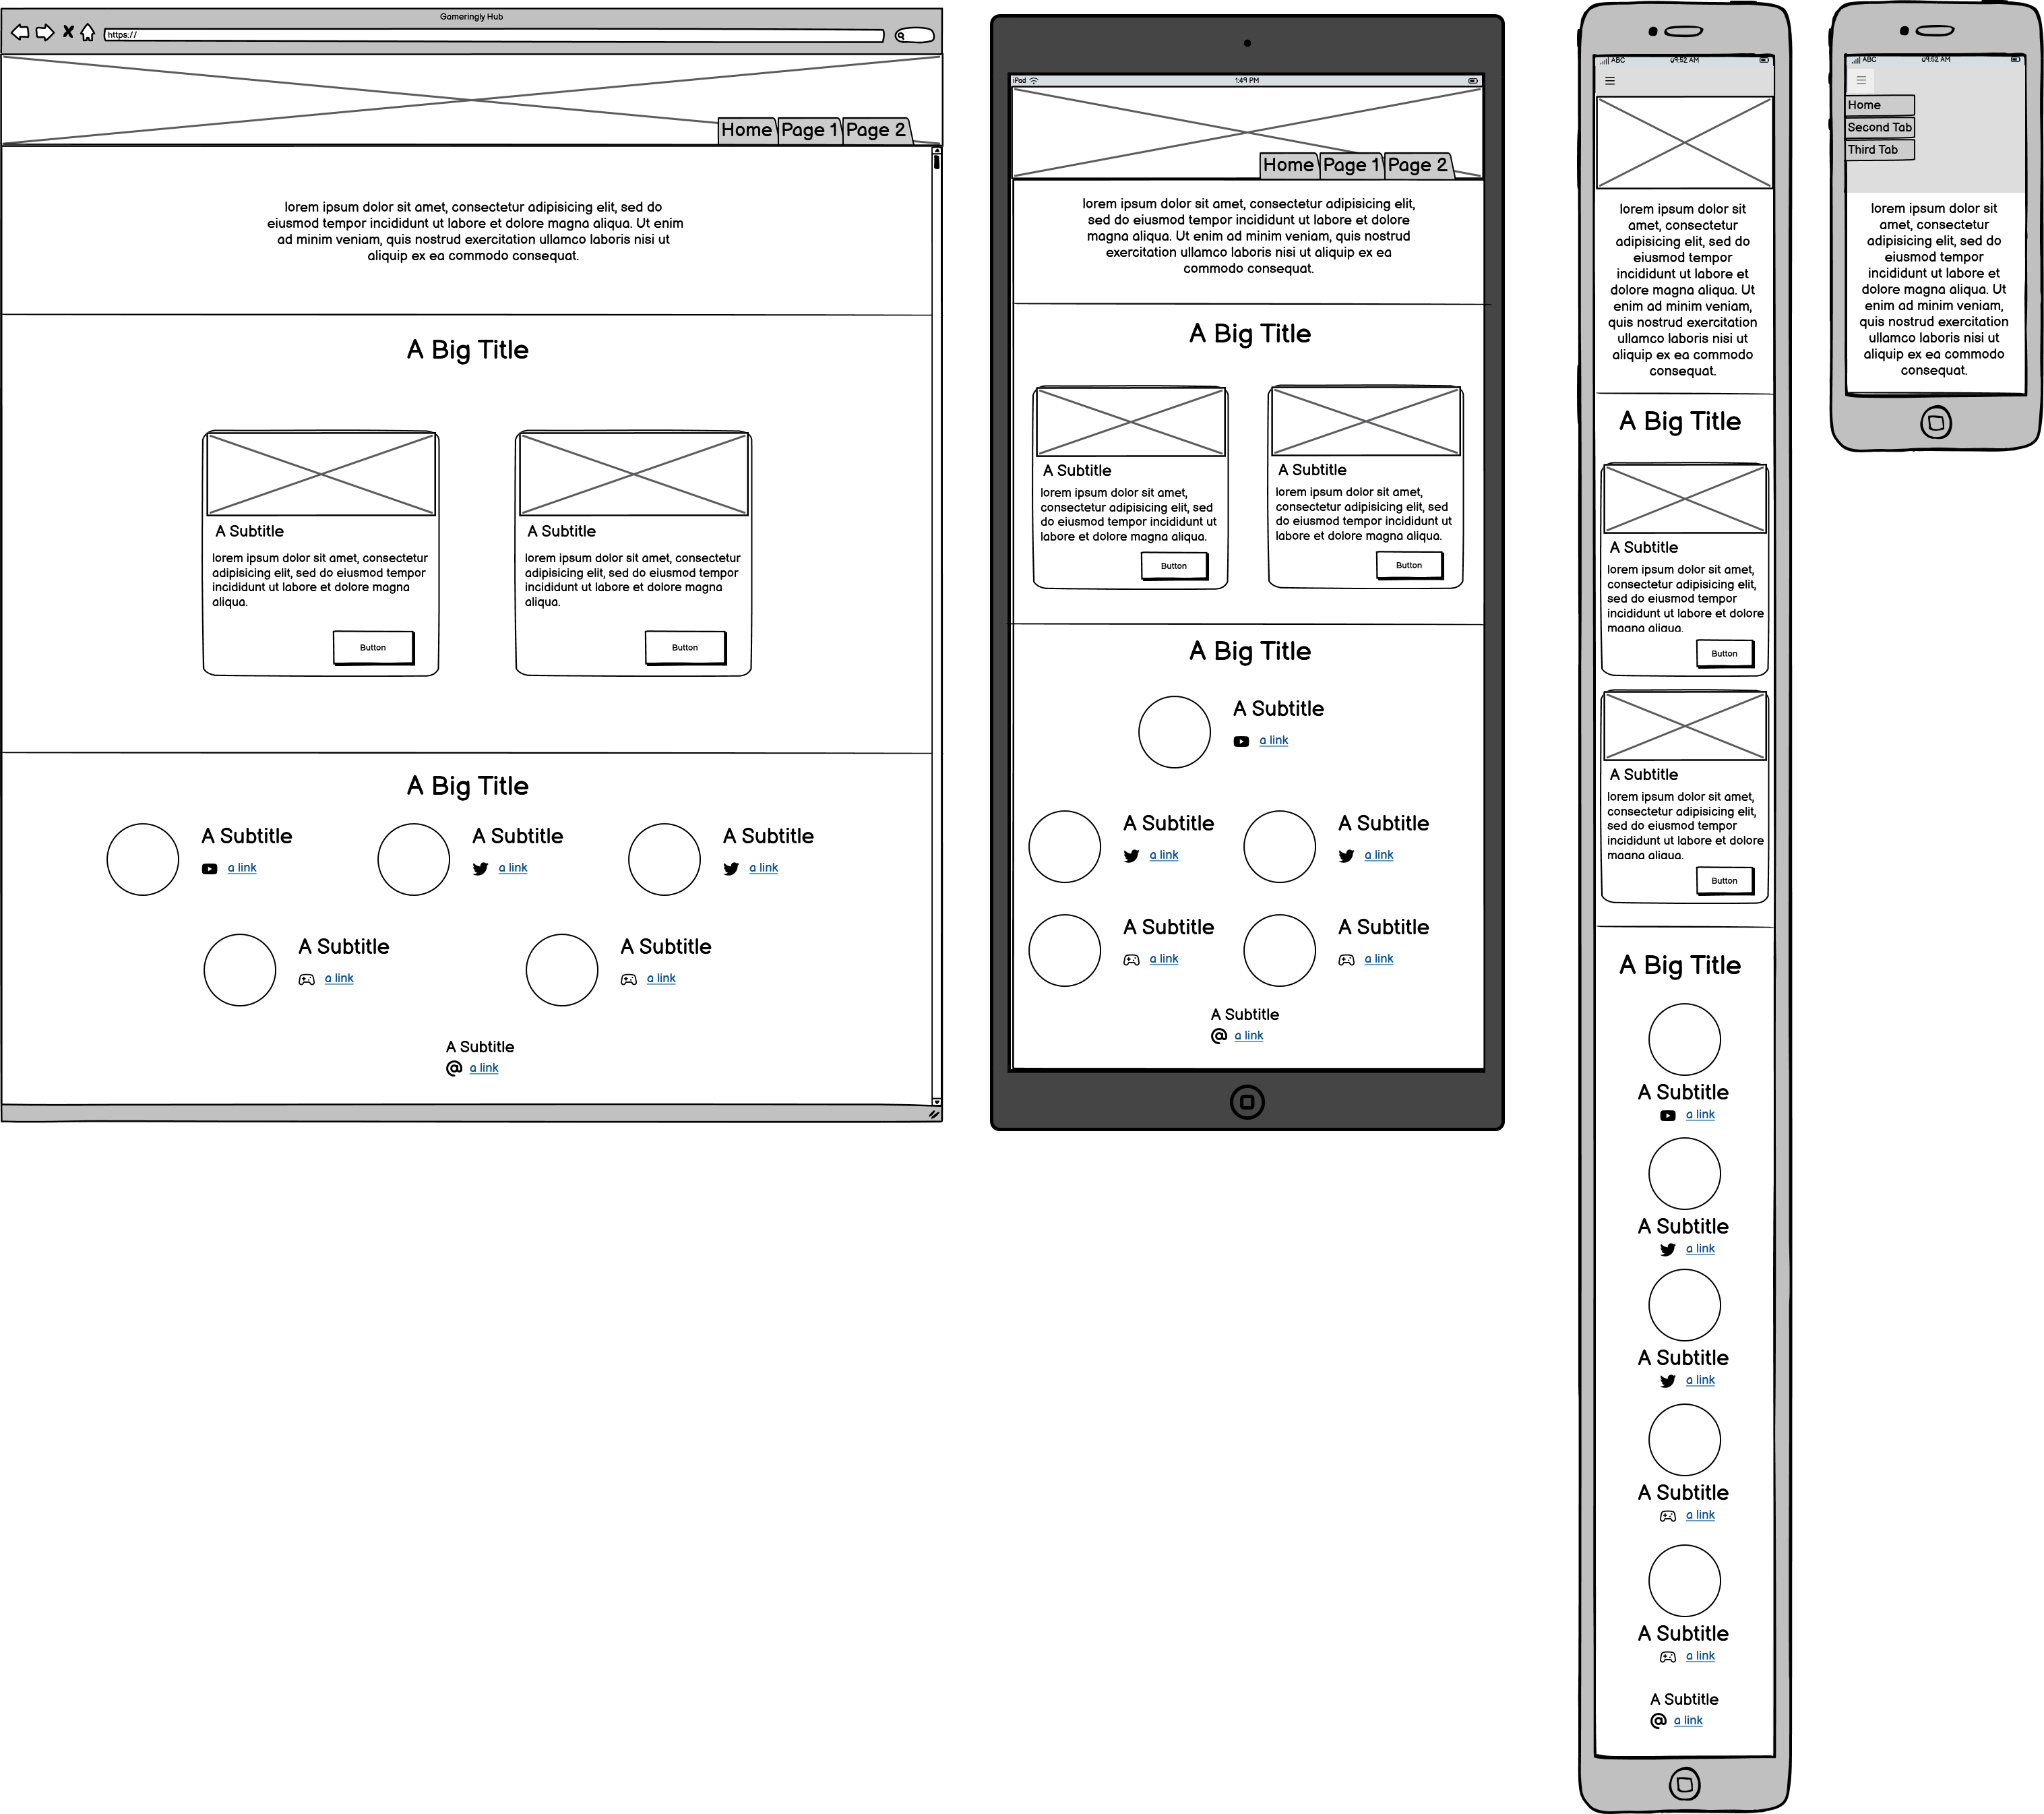 Gameringly Hub
https://
Home Page 1 Page 2
lorem ipsum dolor sit amet, consectetur adipisicing elit, sed do
eiusmod tempor incididunt ut labore et dolore magna aliqua. Ut enim
ad minim veniam, quis nostrud exercitation ullamco laboris nisi ut
aliquip ex ea commodo consequat.
A Big Title
A Subtitle
lorem ipsum dolor sit amet, consectetur
adipisicing elit, sed do eiusmod tempor
incididunt ut labore et dolore magna
aliqua.
Button
A Subtitle
lorem ipsum dolor sit amet, consectetur
adipisicing elit, sed do eiusmod tempor
incididunt ut labore et dolore magna
aliqua.
Button
A Big Title
A Subtitle
a link
A Subtitle
a link
A Subtitle
a link
A Subtitle
a link
A Subtitle
a link
A Subtitle
@ a link
iPod 1:49 PM
Home Page 1 Page 2
lorem ipsum dolor sit amet, consectetur adipisicing elit,
sed do eiusmod tempor incididunt ut labore et dolore
magna aliqua. Ut enim ad minim veniam, quis nostrud
exercitation ullamco laboris nisi ut aliquip ex ea
commodo consequat.
A Big Title
A Subtitle
lorem ipsum dolor sit amet,
consectetur adipisicing elit, sed
do eiusmod tempor incididunt ut
labore et dolore magna aliqua.
Button
A Subtitle
lorem ipsum dolor sit amet,
consectetur adipisicing elit, sed
do eiusmod tempor incididunt ut
labore et dolore magna aliqua.
Button
A Big Title
A Subtitle
a link
A Subtitle
a link
A Subtitle
a link
A Subtitle
a link
A Subtitle
a link
A Subtitle
@ a link
ABC 09:52 AM
lorem ipsum dolor sit
amet, consectetur
adipisicing elit, sed do
eiusmod tempor
incididunt ut labore et
dolore magna aliqua. Ut
enim ad minim veniam,
quis nostrud exercitation
ullamco laboris nisi ut
aliquip ex ea commodo
consequat.
A Big Title
A Subtitle
lorem ipsum dolor sit amet,
consectetur adipisicing elit,
sed do eiusmod tempor
incididunt ut labore et dolore
magna aliqua.
Button
A Subtitle
lorem ipsum dolor sit amet,
consectetur adipisicing elit,
sed do eiusmod tempor
incididunt ut labore et dolore
magna aliqua.
Button
A Big Title
A Subtitle
a link
A Subtitle
a link
A Subtitle
a link
A Subtitle
a link
A Subtitle
a link
A Subtitle
@ a link
ABC 09:52 AM
Home
Second Tab
Third Tab
lorem ipsum dolor sit
amet, consectetur
adipisicing elit, sed do
eiusmod tempor
incididunt ut labore et
dolore magna aliqua. Ut
enim ad minim veniam,
quis nostrud exercitation
ullamco laboris nisi ut
aliquip ex ea commodo
consequat.